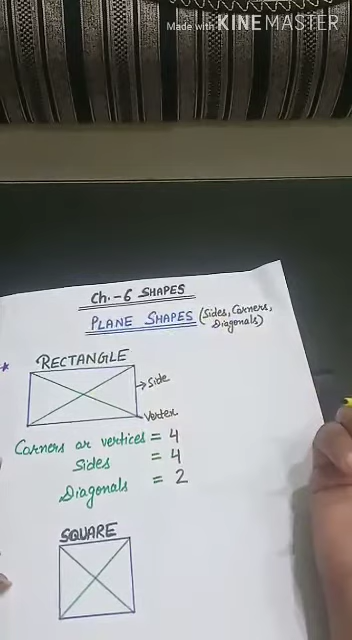 Made with KINEMASTER
Ch.-6 SHAPES
PLANE SHAPES (Sides, Corners,
Diagonals)
* RECTANGLE
Side
Vertex
Corners or vertices = 4
Sides = 4
Diagonals = 2
SQUARE